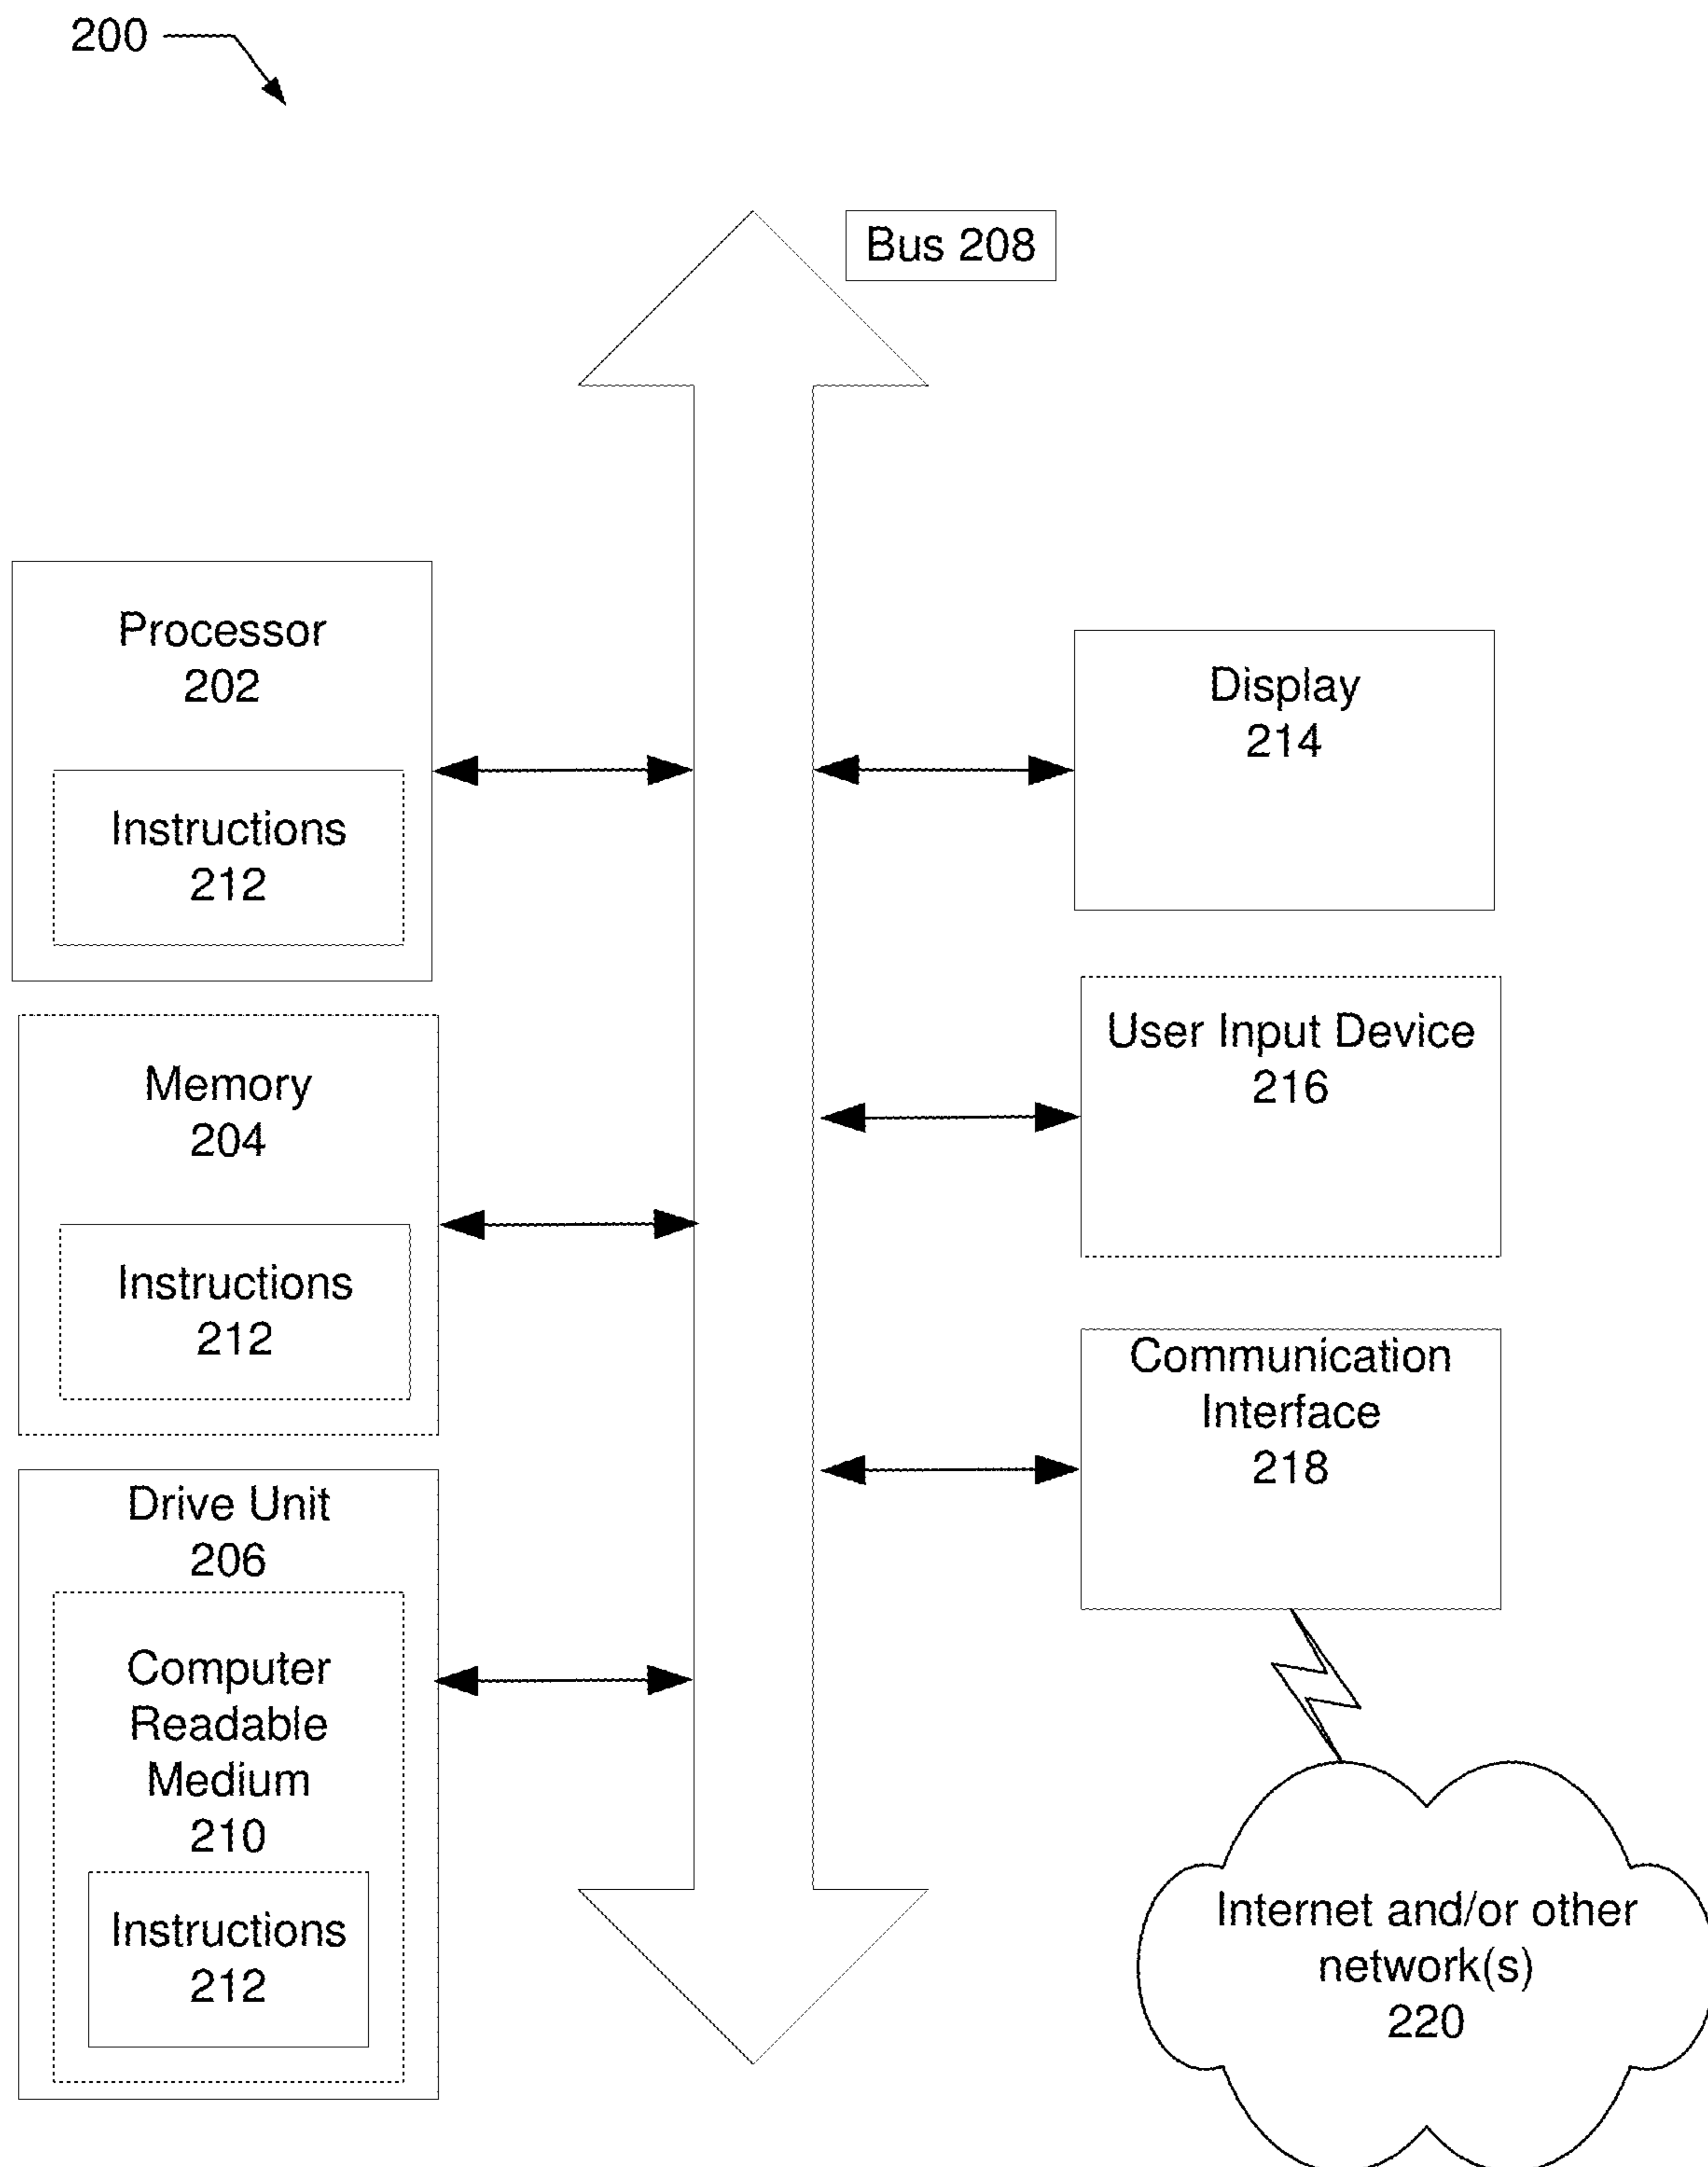 200
Bus 208
Processor
202
Instructions
212
Memory
204
Instructions
212
Drive Unit
206
Computer
Readable
Medium
210
Instructions
212
Display
214
User Input Device
216
Communication
Interface
218
Internet and/or other
network(s)
220